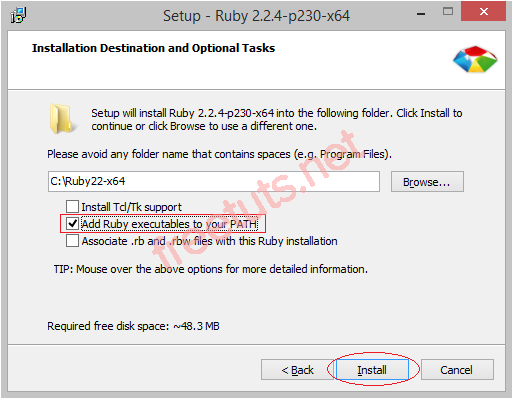 Setup - Ruby 2.2.4-p230-x64
Installation Destination and Optional Tasks
Setup will install Ruby 2.2.4-p230-x64 into the following folder. Click Install to
continue or click Browse to use a different one.
Please avoid any folder name that contains spaces (e.g. Program Files).
C:\Ruby22-x64
Browse...
Install Td/Tk support
Add Ruby executables to your PATH
Associate .rb and .rbw files with this Ruby installation
TIP: Mouse over the above options for more detailed information.
freetuts.net
Required free disk space: ~48.3 MB
< Back
Install
Cancel